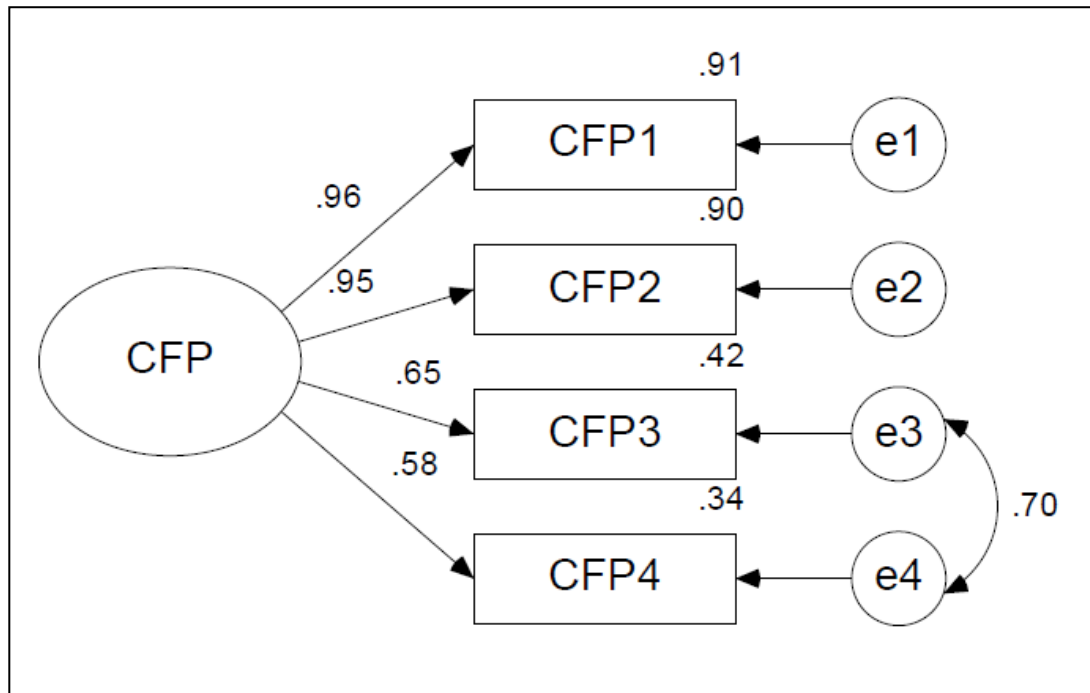 .91
CFP1
e1
.96
.90
.95
CFP2
e2
CFP
.42
.65
CFP3
e3
.58
.34
.70
CFP4
e4